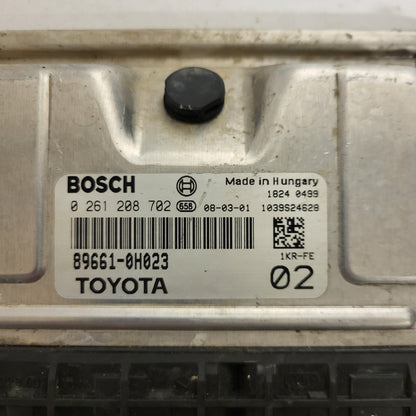 BOSCH Made in Hungary
1824 0499
0 261 208 702 658 08-03-01 1039S24628
89661-0H023 1KR-FE
TOYOTA 02